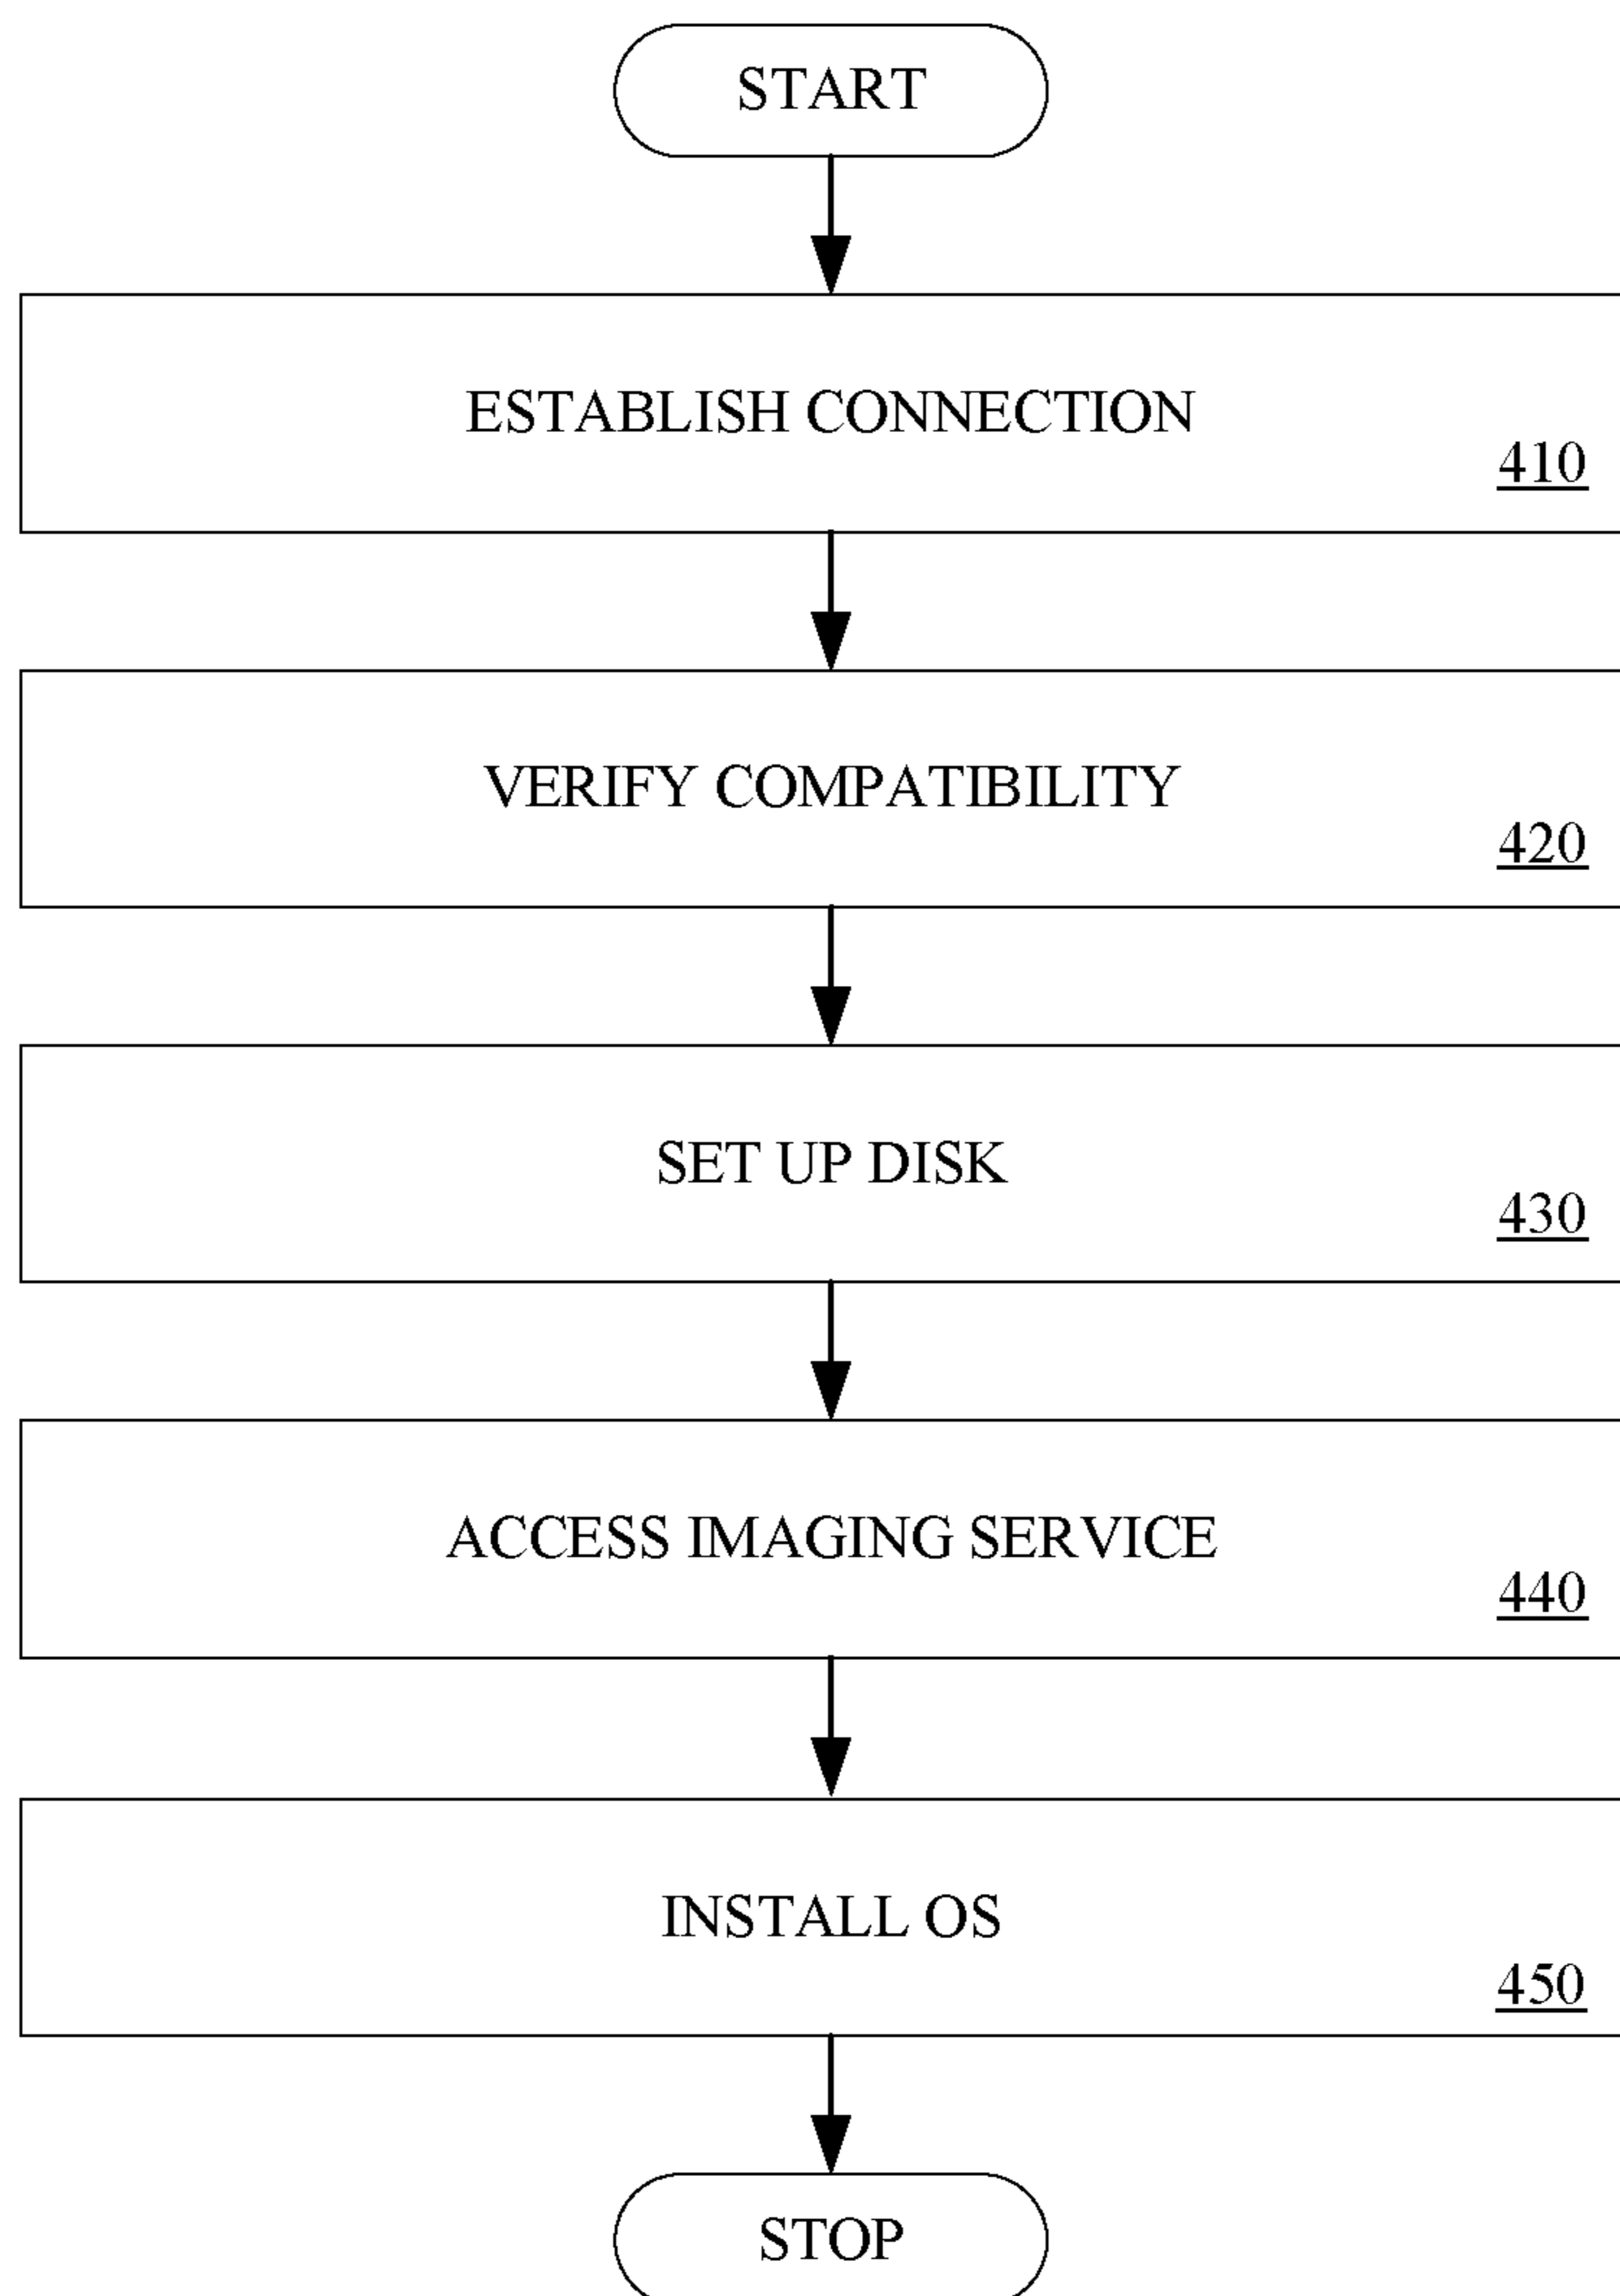 START
ESTABLISH CONNECTION
410
VERIFY COMPATIBILITY
420
SET UP DISK
430
ACCESS IMAGING SERVICE
440
INSTALL OS
450
STOP